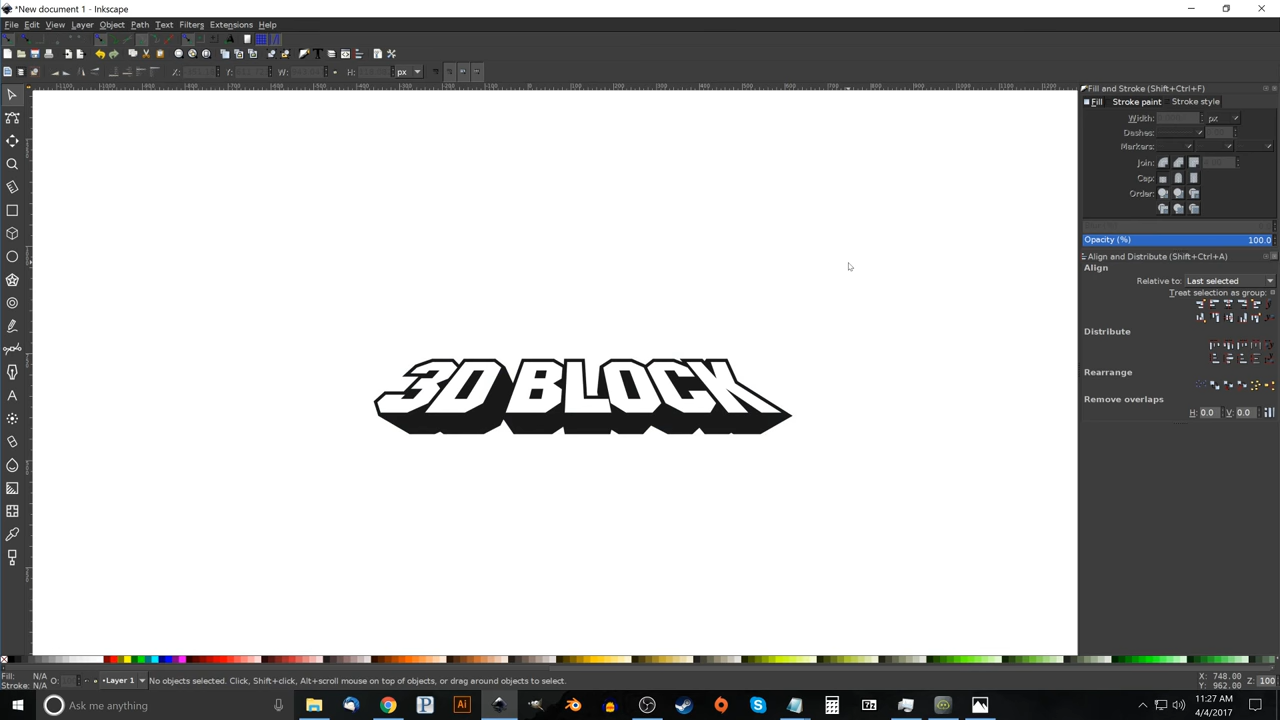 *New document 1 - Inkscape
File Edit View Layer Object Path Text Filters Extensions Help
X: Y: W: H: px
Fill and Stroke (Shift+Ctrl+F)
Fill Stroke paint Stroke style
Width: px
Dashes:
Markers:
Join:
Cap:
Order:
Opacity (%) 100.0
Align and Distribute (Shift+Ctrl+A)
Align
Relative to: Last selected
Treat selection as group:
Distribute
Rearrange
Remove overlaps
H: 0.0 V: 0.0
3D BLOCK
Fill: N/A
Stroke: N/A
O: Layer 1 No objects selected. Click, Shift+click, Alt+scroll mouse on top of objects, or drag around objects to select.
X: 748.00
Y: 962.00
Z: 100
Ask me anything
11:27 AM
4/4/2017